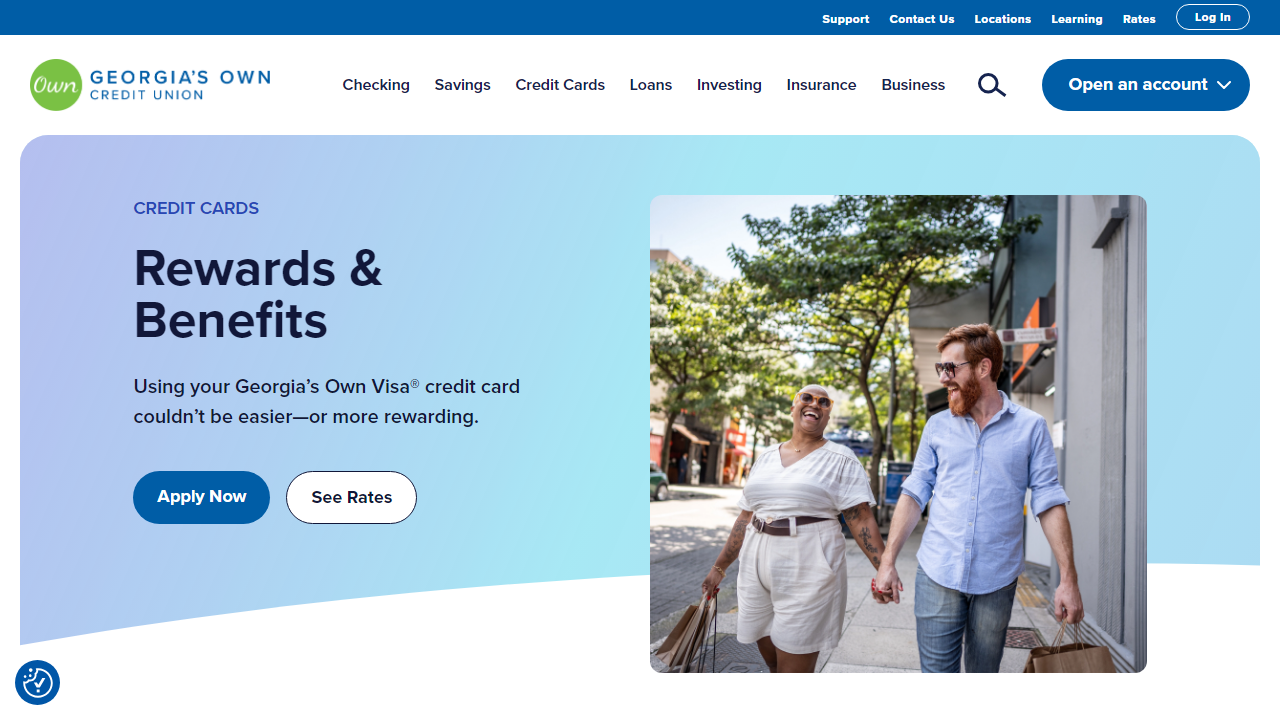 Support Contact Us Locations Learning Rates Log In
Own GEORGIA'S OWN
CREDIT UNION
Checking Savings Credit Cards Loans Investing Insurance Business Open an account
CREDIT CARDS
Rewards &
Benefits
Using your Georgia's Own Visa® credit card
couldn't be easier—or more rewarding.
Apply Now See Rates